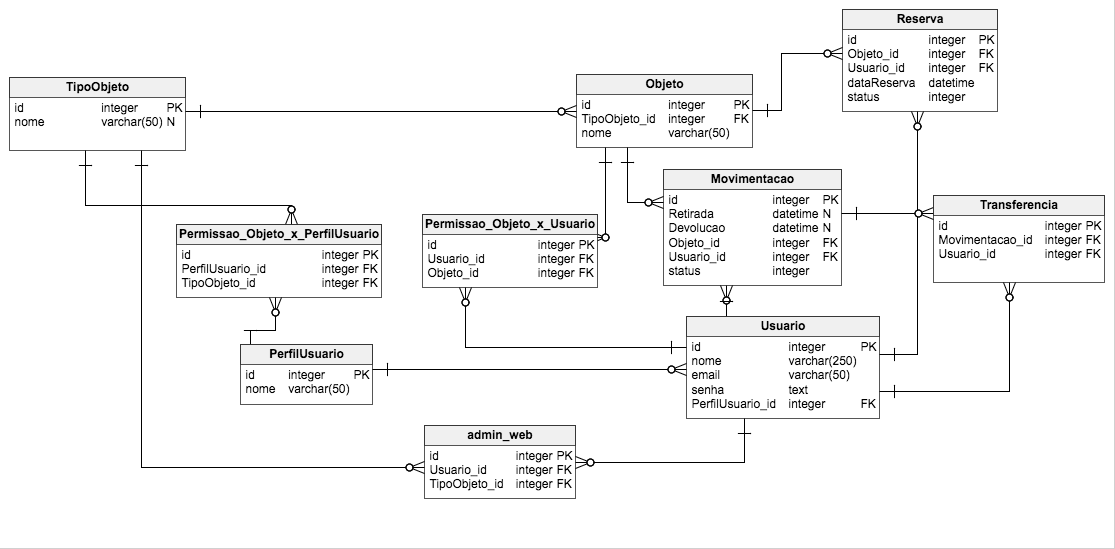 Reserva
id integer PK
Objeto_id integer FK
Usuario_id integer FK
dataReserva datetime
status integer
TipoObjeto
id integer PK
nome varchar(50) N
Objeto
id integer PK
TipoObjeto_id integer FK
nome varchar(50)
Movimentacao
id integer PK
Retirada datetime N
Devolucao datetime N
Objeto_id integer FK
Usuario_id integer FK
status integer
Transferencia
id integer PK
Movimentacao_id integer FK
Usuario_id integer FK
Permissao_Objeto_x_PerfilUsuario
id integer PK
PerfilUsuario_id integer FK
TipoObjeto_id integer FK
Permissao_Objeto_x_Usuario
id integer PK
Usuario_id integer FK
Objeto_id integer FK
Usuario
id integer PK
nome varchar(250)
email varchar(50)
senha text
PerfilUsuario_id integer FK
PerfilUsuario
id integer PK
nome varchar(50)
admin_web
id integer PK
Usuario_id integer FK
TipoObjeto_id integer FK